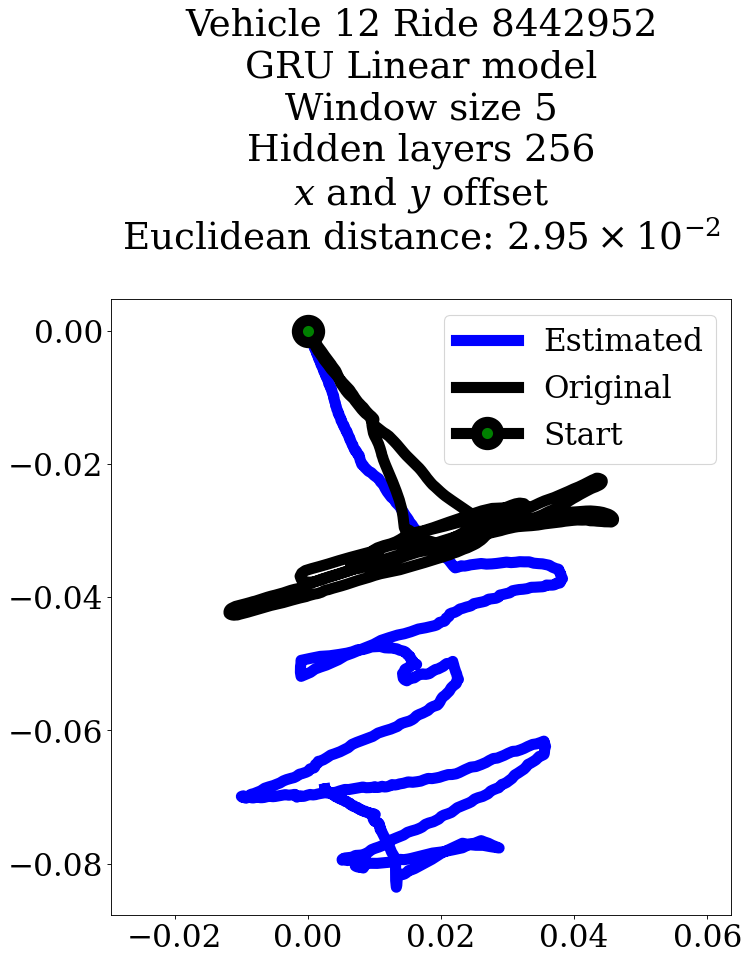 Vehicle 12 Ride 8442952
GRU Linear model
Window size 5
Hidden layers 256
x and y offset
Euclidean distance: 2.95 × 10⁻²
Estimated
Original
Start
0.00
−0.02
−0.04
−0.06
−0.08
−0.02 0.00 0.02 0.04 0.06